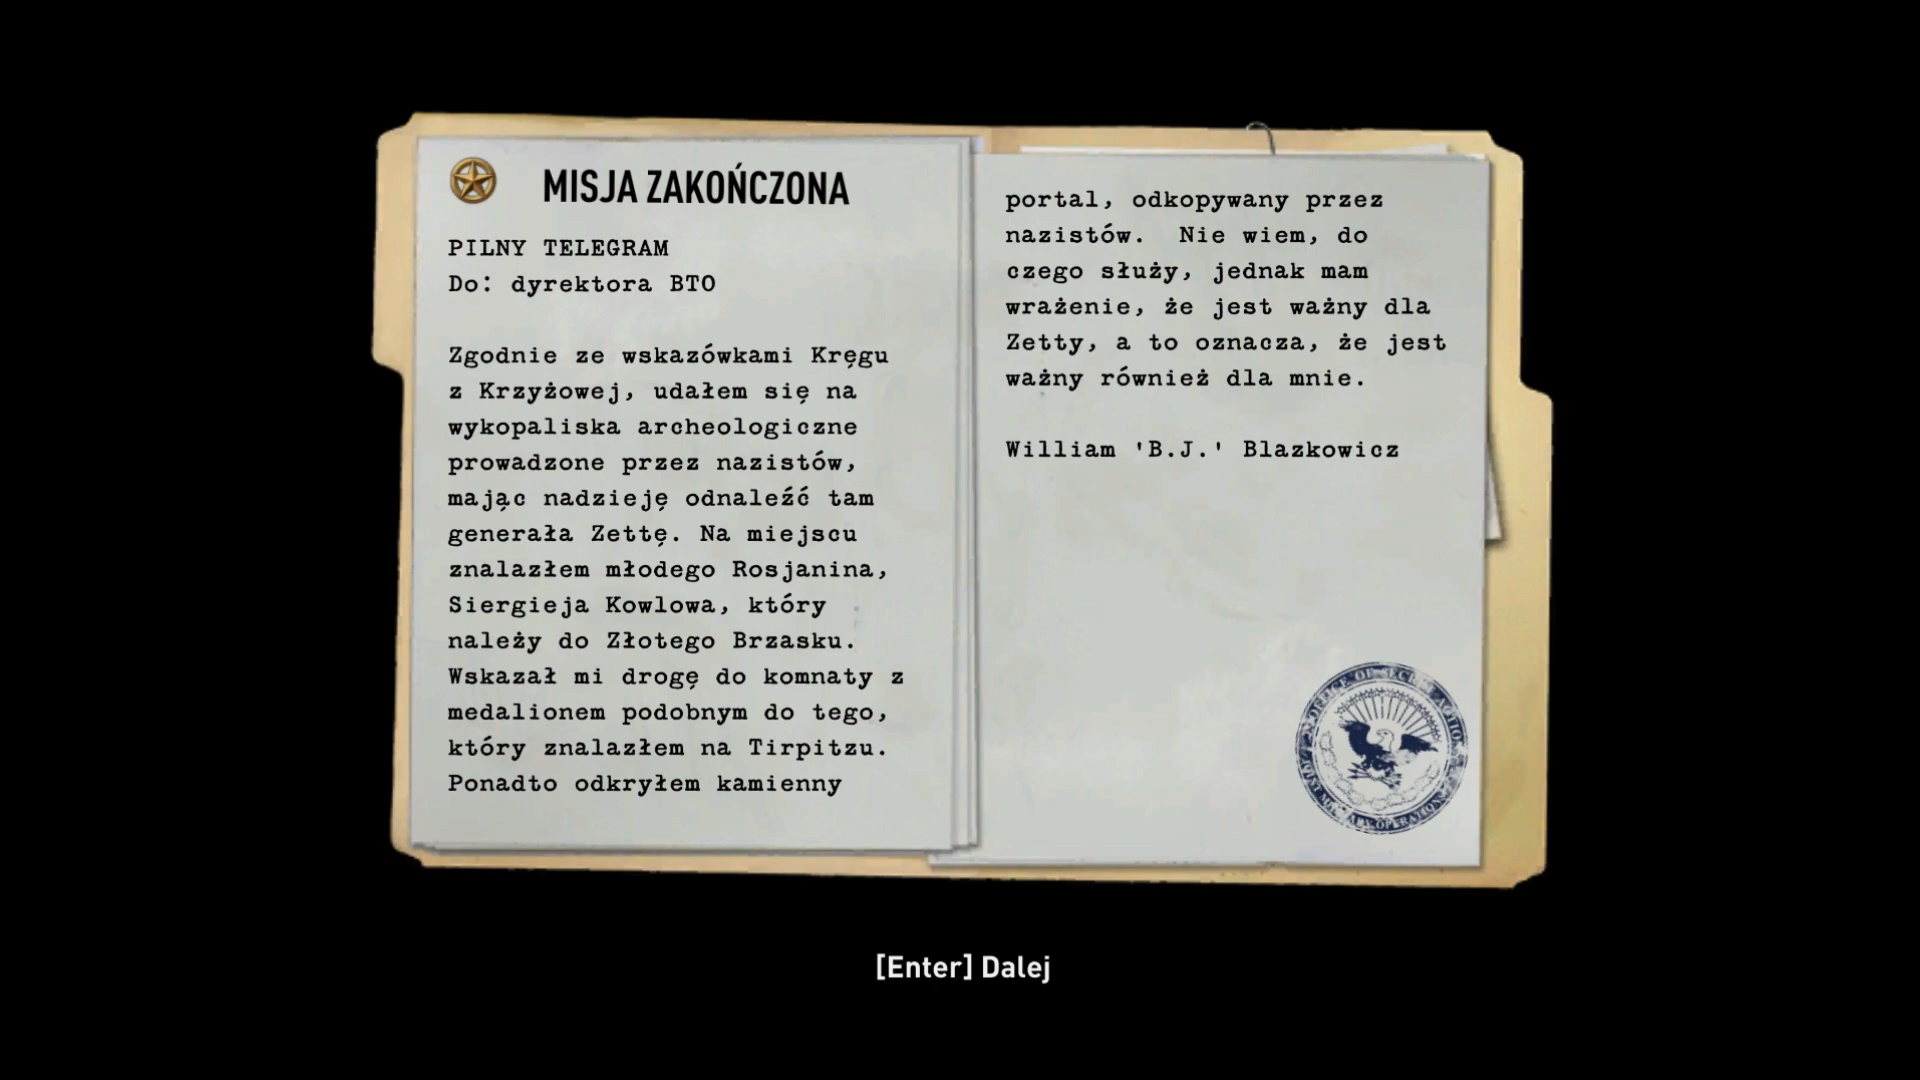 MISJA ZAKOŃCZONA
PILNY TELEGRAM
Do: dyrektora BTO
Zgodnie ze wskazówkami Kręgu
z Krzyżowej, udałem się na
wykopaliska archeologiczne
prowadzone przez nazistów,
mając nadzieję odnaleźć tam
generała Zettę. Na miejscu
znalazłem młodego Rosjanina,
Siergieja Kowlowa, który
należy do Złotego Brzasku.
Wskazał mi drogę do komnaty z
medalionem podobnym do tego,
który znalazłem na Tirpitzu.
Ponadto odkryłem kamienny
portal, odkopywany przez
nazistów. Nie wiem, do
czego służy, jednak mam
wrażenie, że jest ważny dla
Zetty, a to oznacza, że jest
ważny również dla mnie.
William 'B.J.' Blazkowicz
OFFICE OF SECRET ACTIONS
[Enter] Dalej